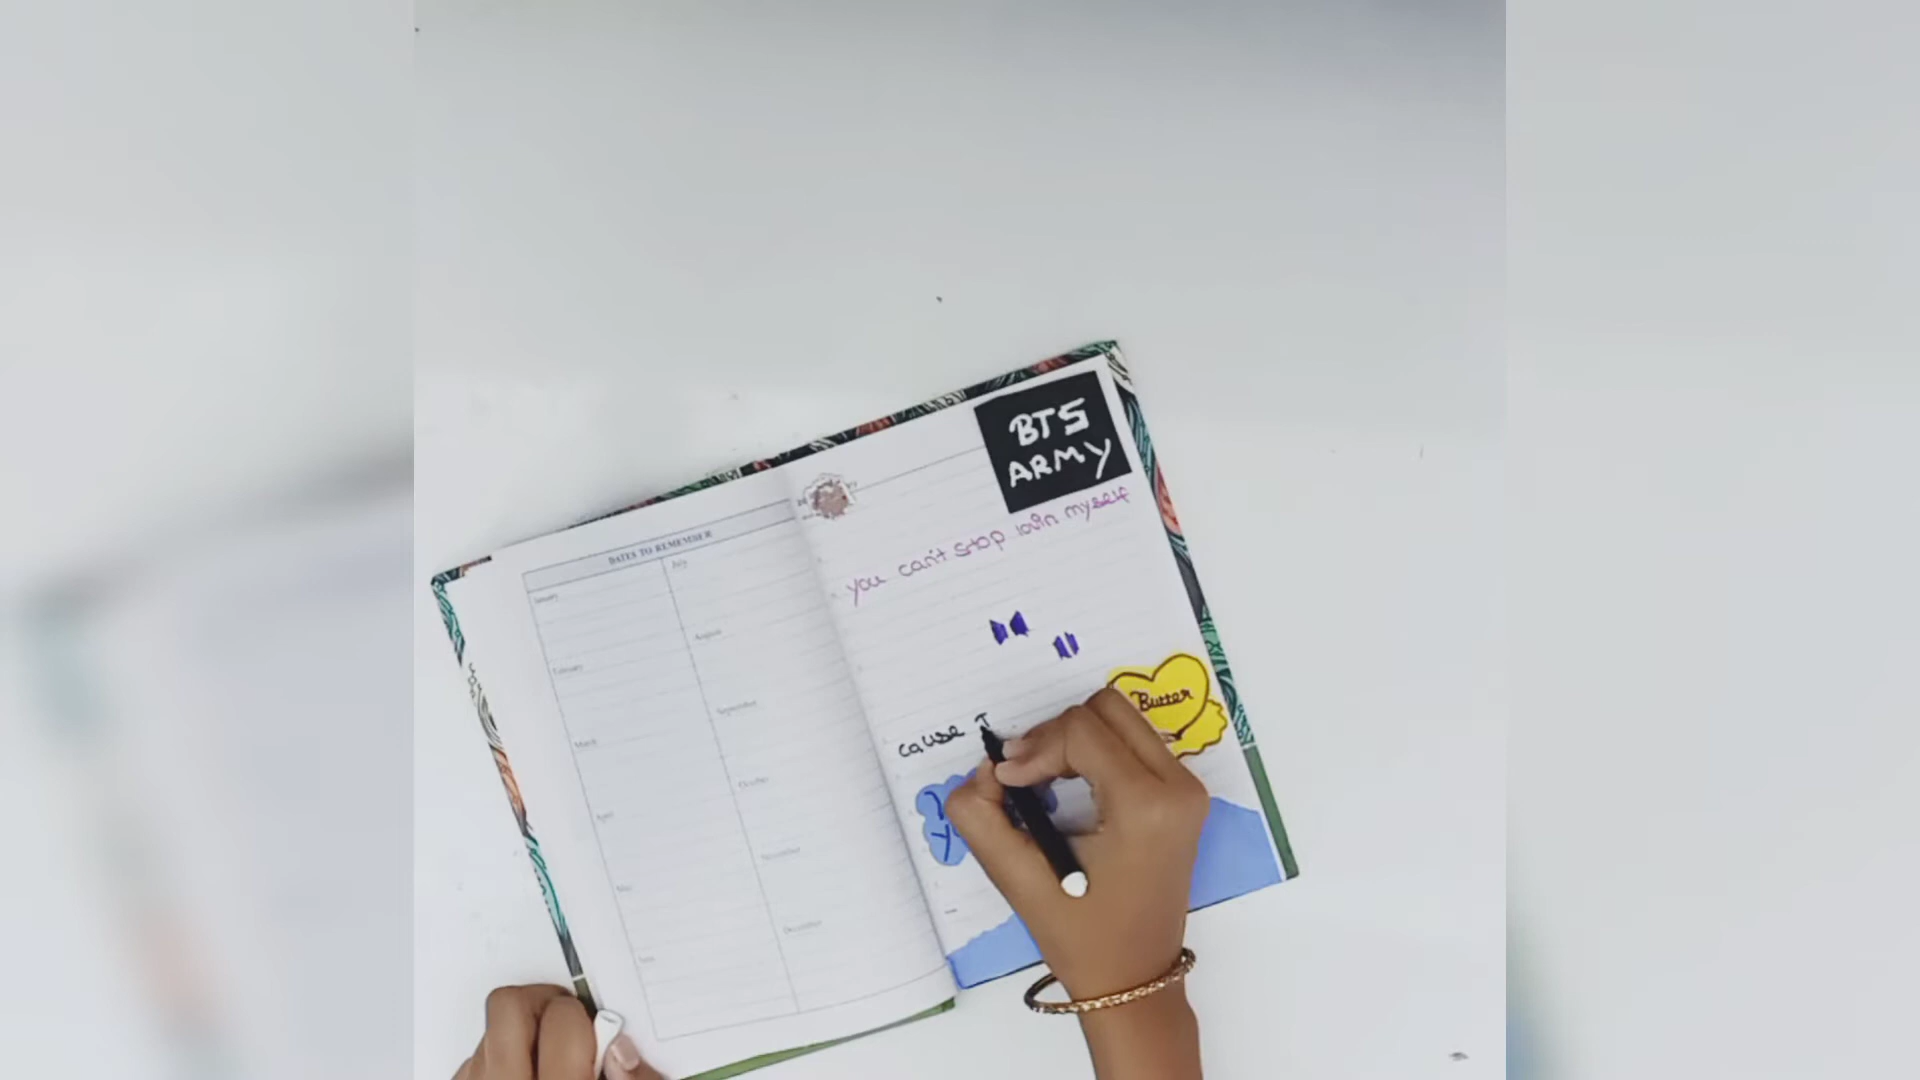 DATES TO REMEMBER
January
July
February
August
March
September
April
October
May
November
June
December
BTS
ARMY
you can't stop lovin myself
Butter
cause I